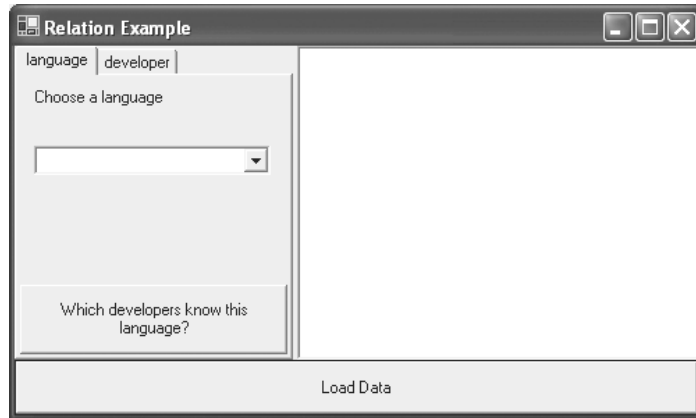 Relation Example
language developer
Choose a language
Which developers know this
language?
Load Data